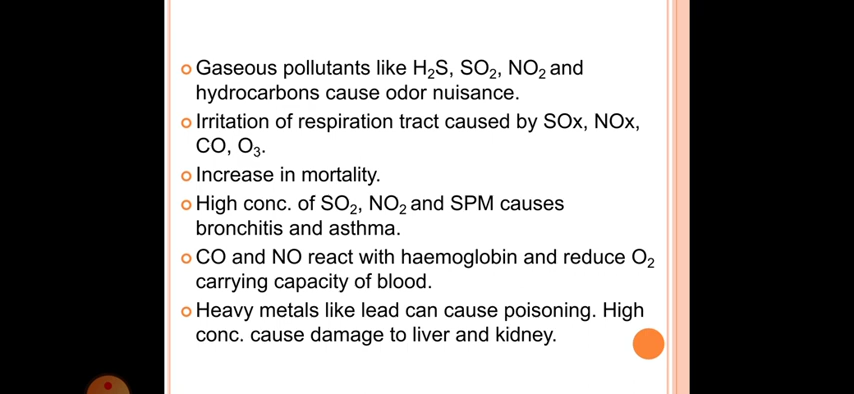 Gaseous pollutants like H₂S, SO₂, NO₂ and
hydrocarbons cause odor nuisance.
Irritation of respiration tract caused by SOx, NOx,
CO, O₃.
Increase in mortality.
High conc. of SO₂, NO₂ and SPM causes
bronchitis and asthma.
CO and NO react with haemoglobin and reduce O₂
carrying capacity of blood.
Heavy metals like lead can cause poisoning. High
conc. cause damage to liver and kidney.